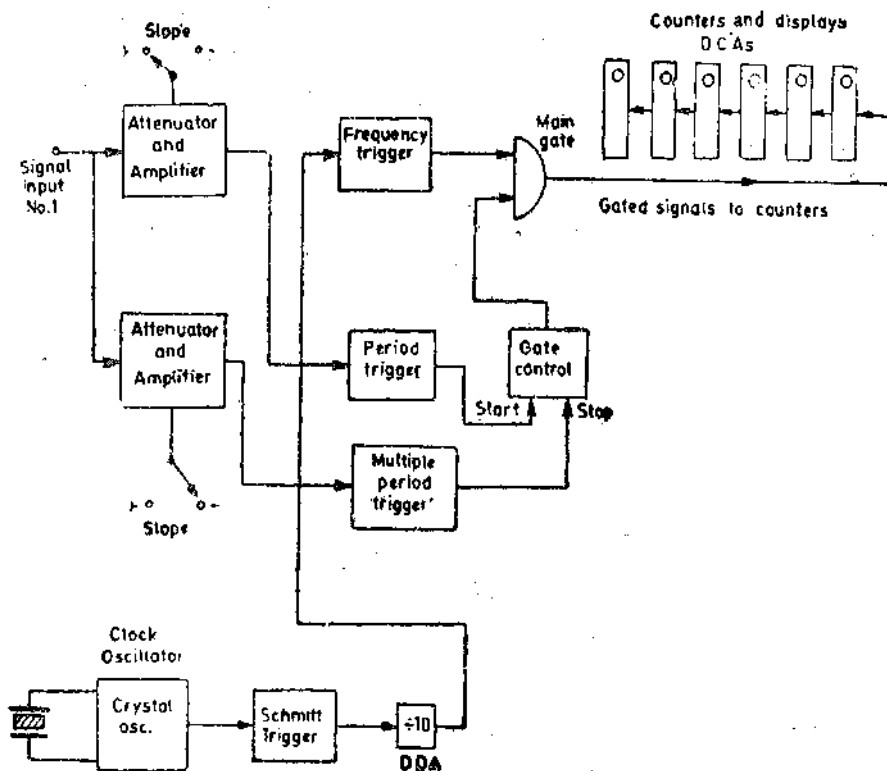 Counters and displays
DCAs
Slope
+ -
Attenuator
and
Amplifier
Signal
input
No.1
Frequency
trigger
Main
gate
Gated signals to counters
Attenuator
and
Amplifier
Period
trigger
Gate
control
Start
Stop
Multiple
period
'trigger'
+ -
Slope
Clock
Oscillator
Crystal
osc.
Schmitt
Trigger
÷10
DDA